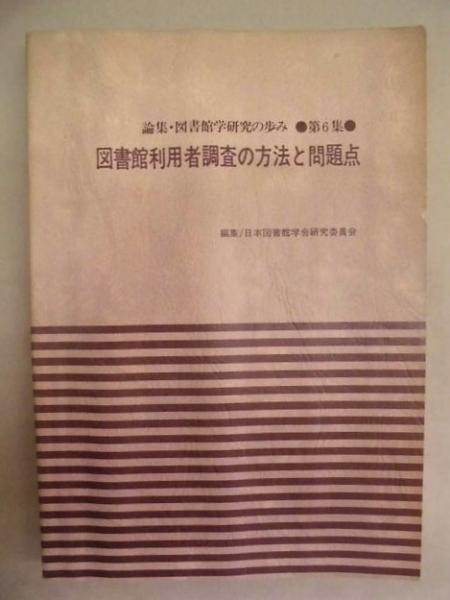 論集・図書館学研究の歩み ●第6集●
図書館利用者調査の方法と問題点
編集/日本図書館学会研究委員会